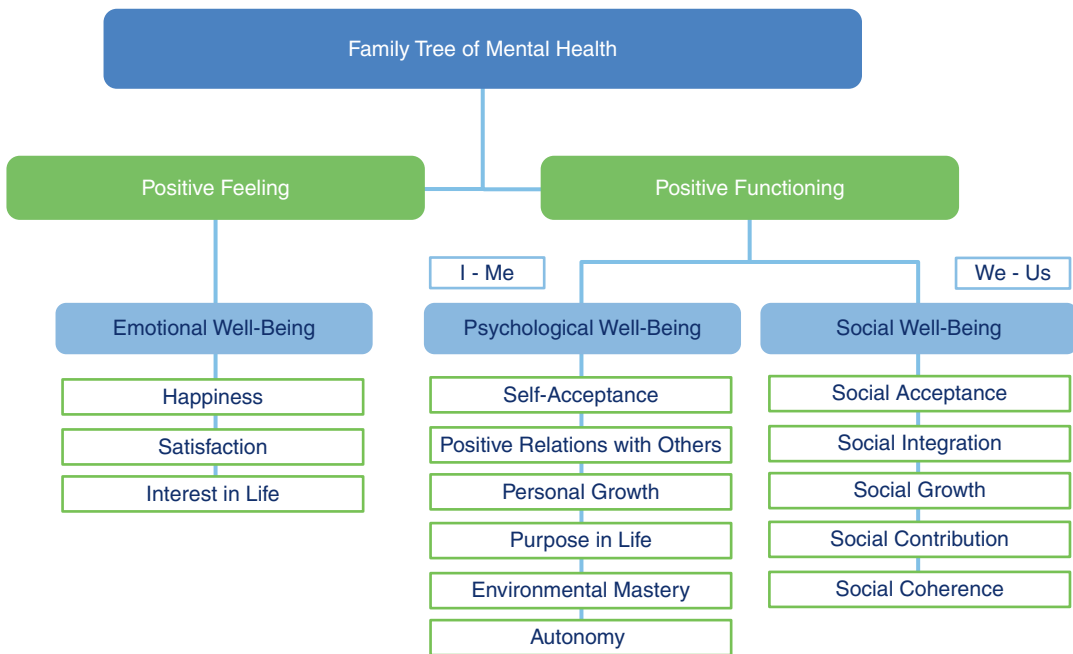 Family Tree of Mental Health
Positive Feeling
Positive Functioning
I - Me
We - Us
Emotional Well-Being
Psychological Well-Being
Social Well-Being
Happiness
Satisfaction
Interest in Life
Self-Acceptance
Positive Relations with Others
Personal Growth
Purpose in Life
Environmental Mastery
Autonomy
Social Acceptance
Social Integration
Social Growth
Social Contribution
Social Coherence